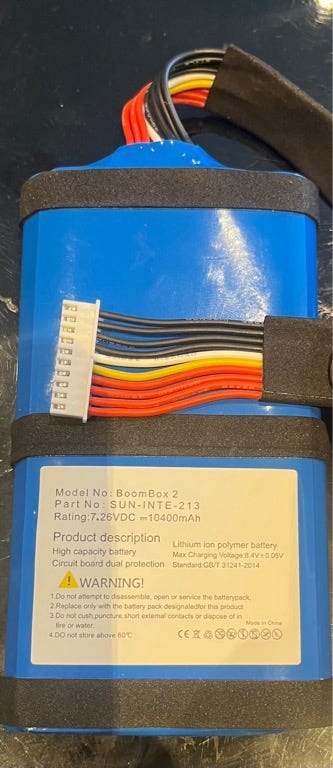 Model No: BoomBox 2
Part No: SUN-INTE-213
Rating:7.26VDC ⎓10400mAh
Product description
High capacity battery
Circuit board dual protection
Lithium ion polymer battery
Max Charging Voltage:8.4V±0.05V
Standard:GB/T 31241-2014
WARNING!
1.Do not attempt to disassemble, open or service the batterypack.
2.Replace only with the battery pack designatedfor this product
3.Do not cush,puncture,short external contacts or dispose of in
fire or water.
4.DO not store above 60℃
Made In China
CE